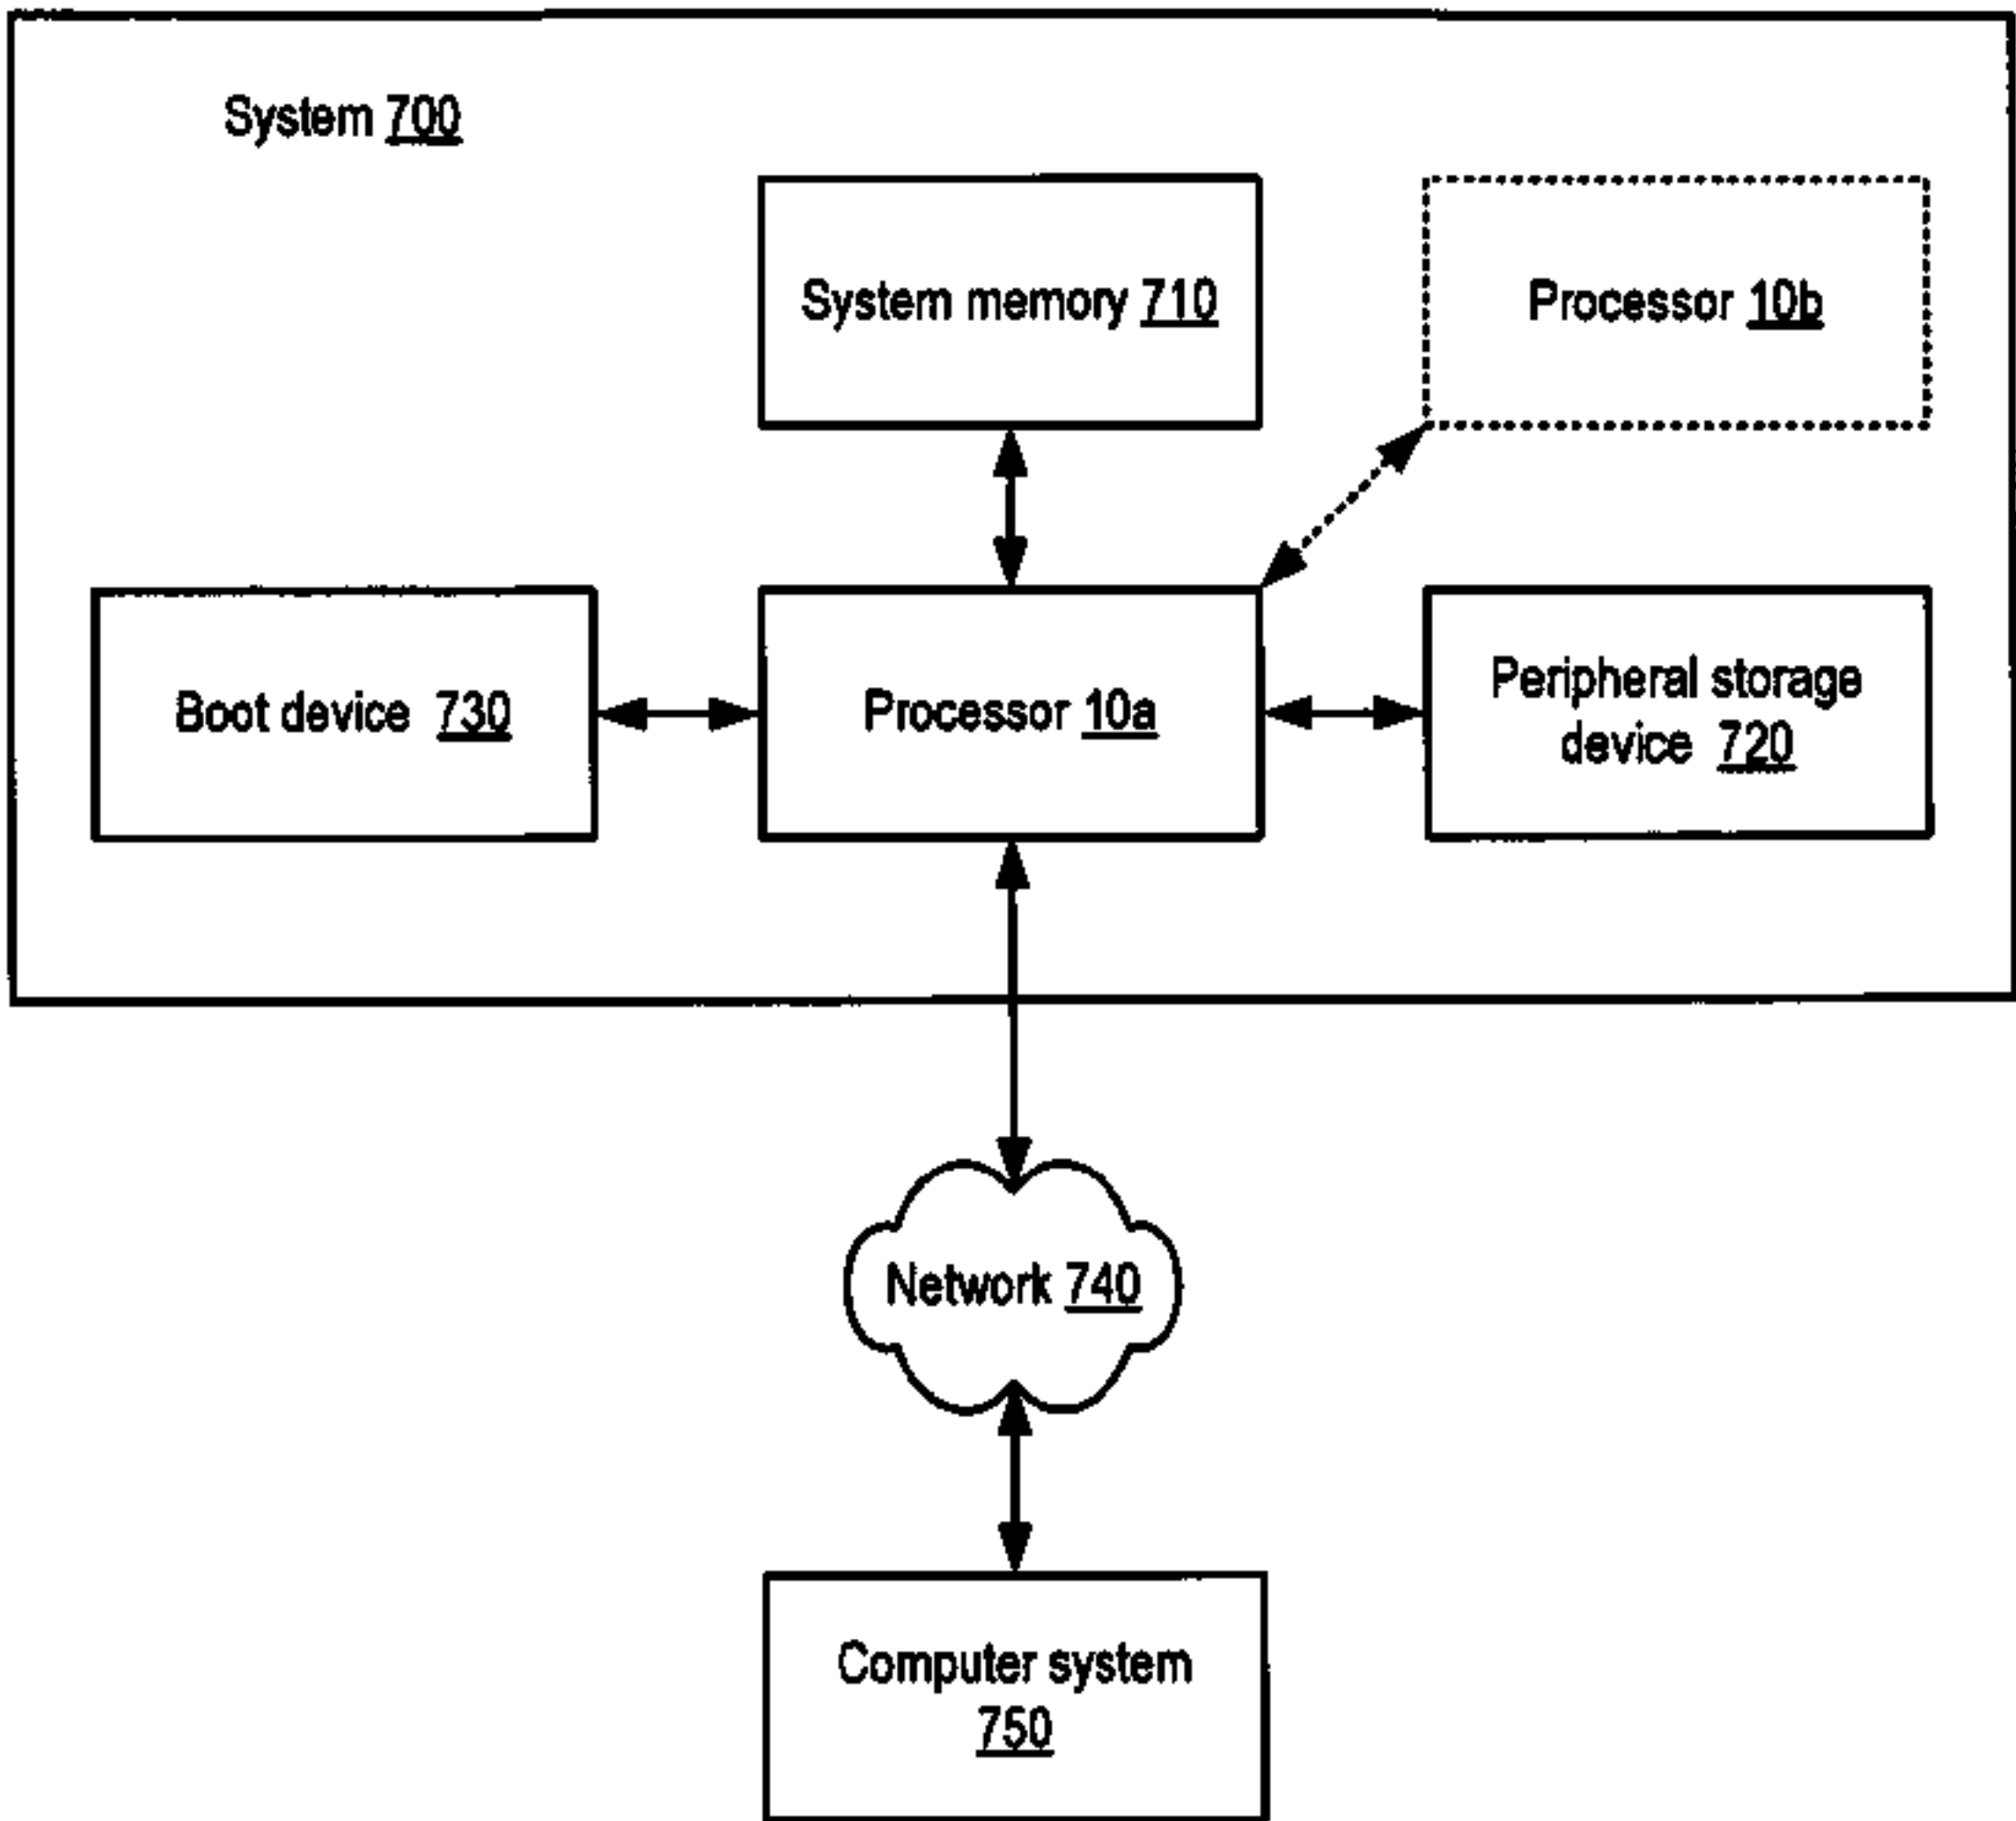 System 700
System memory 710
Processor 10b
Boot device 730
Processor 10a
Peripheral storage
device 720
Network 740
Computer system
750